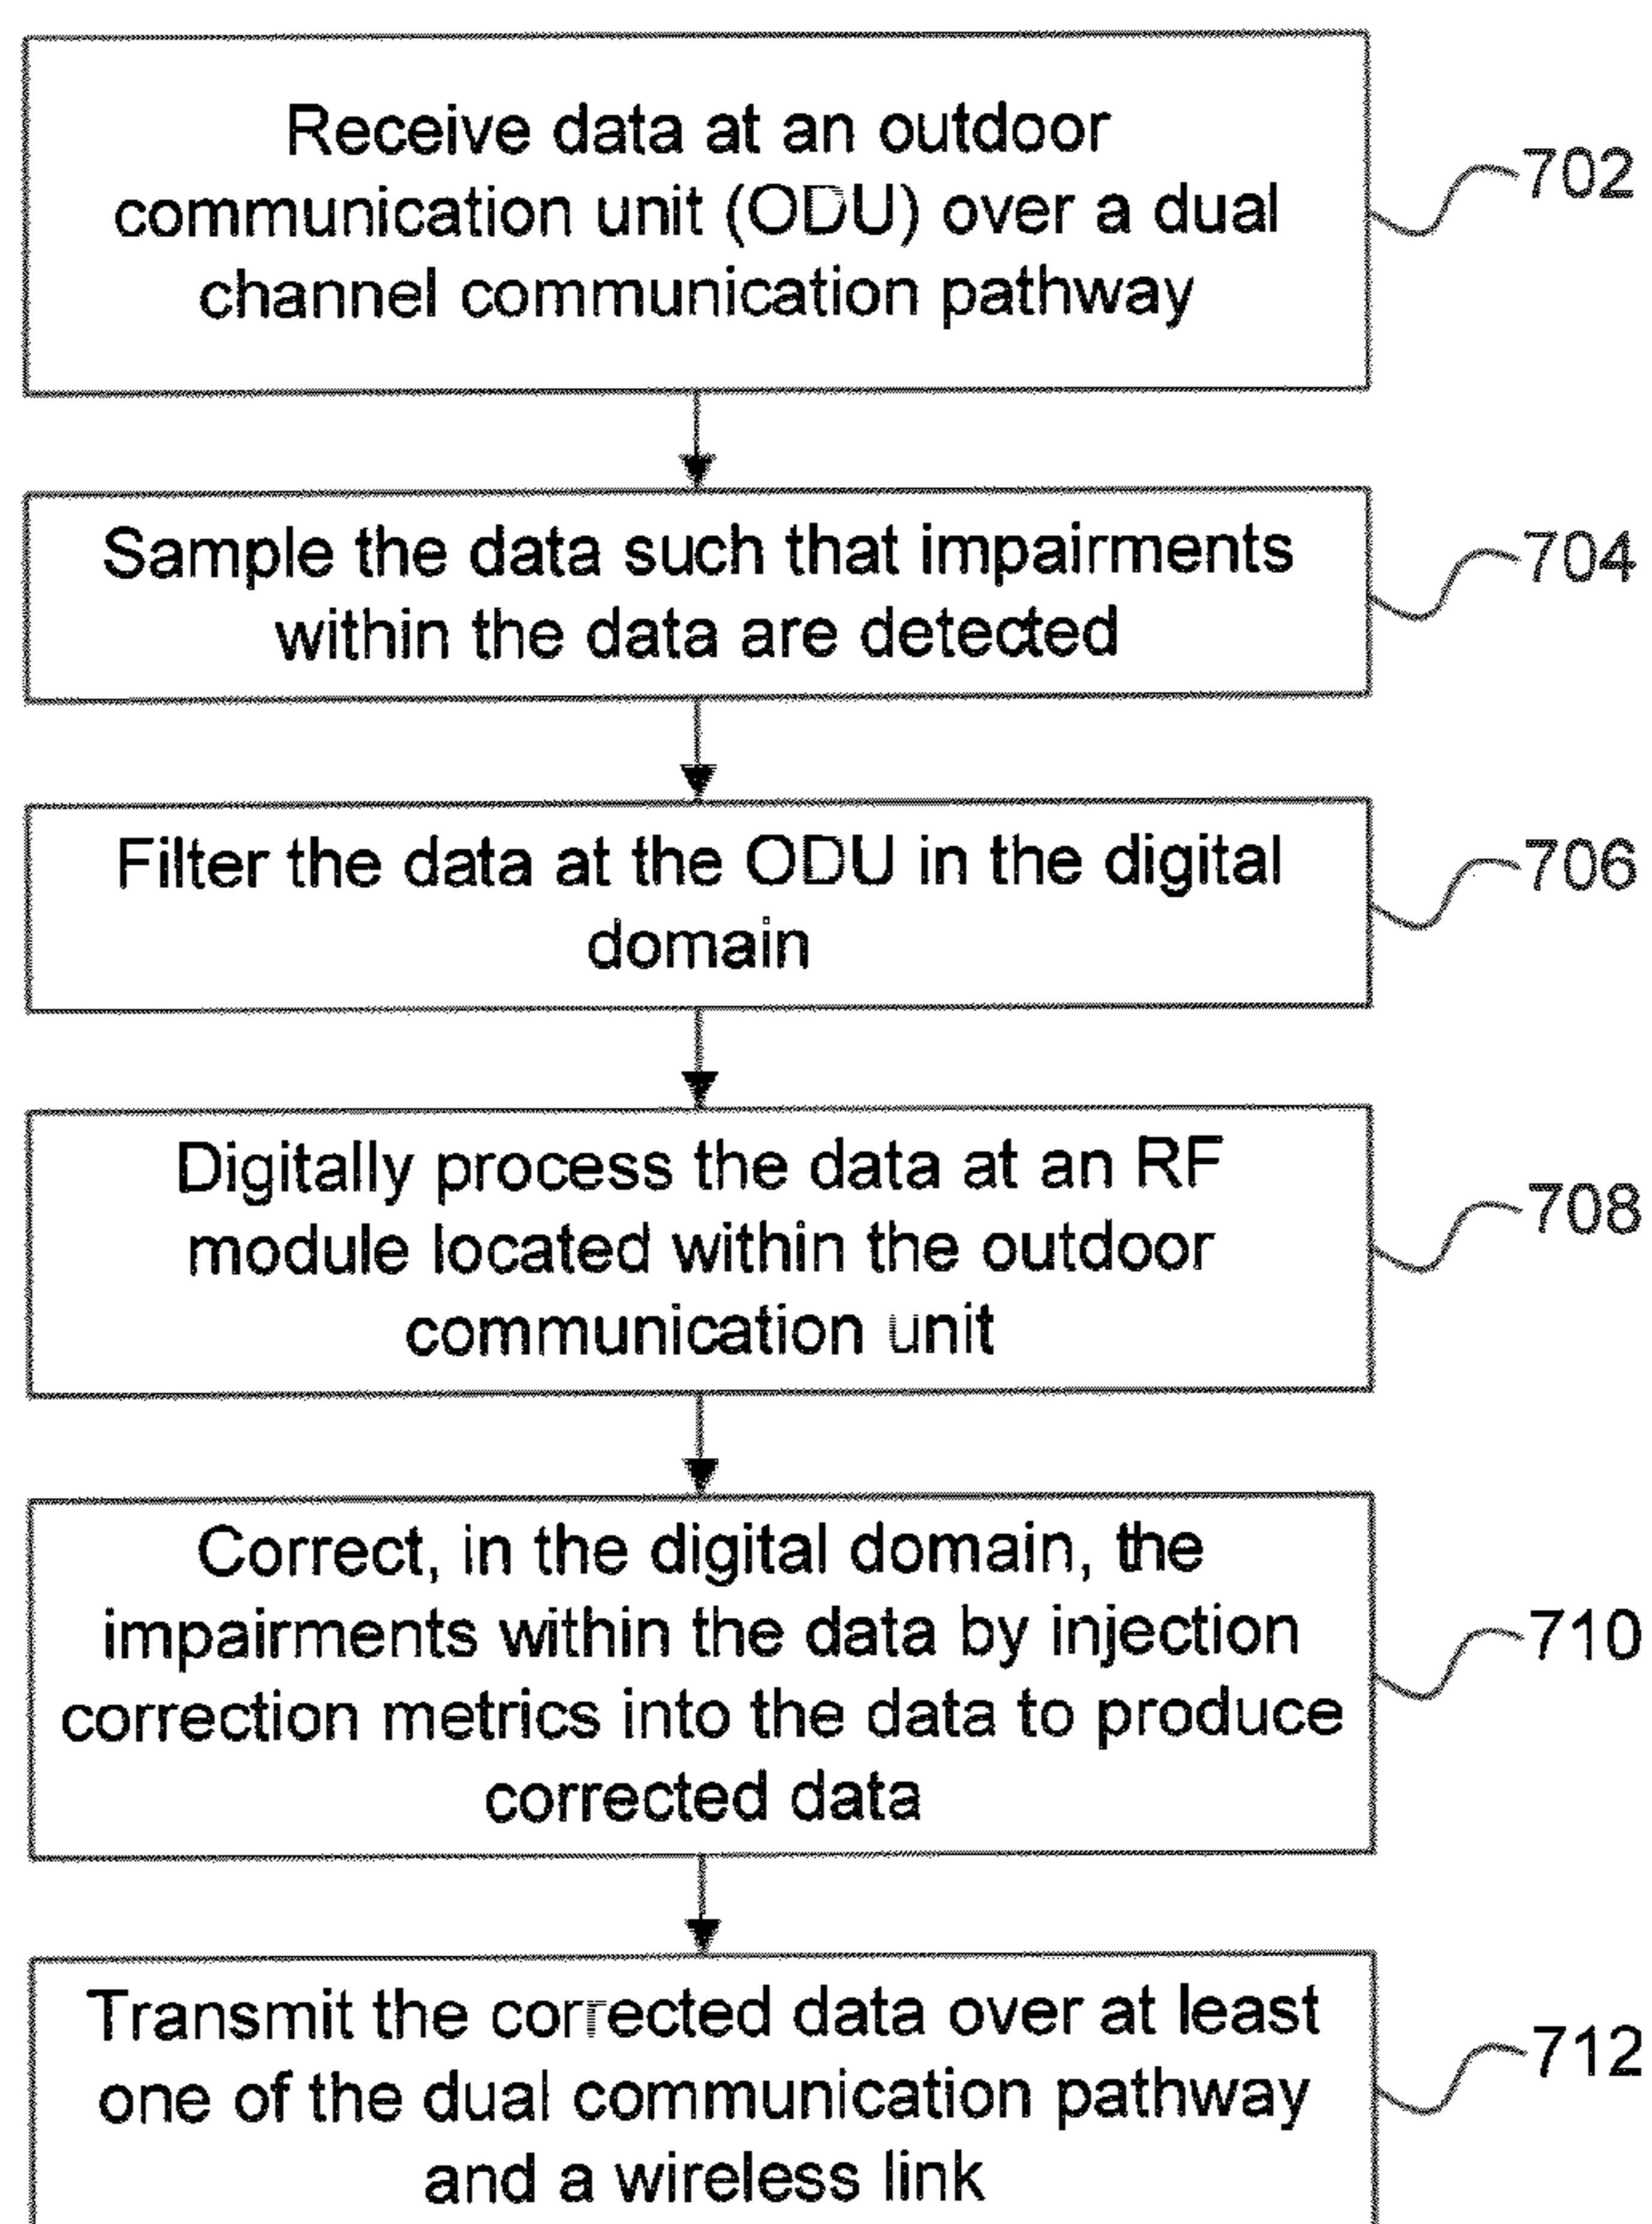 Receive data at an outdoor
communication unit (ODU) over a dual
channel communication pathway
702
Sample the data such that impairments
within the data are detected
704
Filter the data at the ODU in the digital
domain
706
Digitally process the data at an RF
module located within the outdoor
communication unit
708
Correct, in the digital domain, the
impairments within the data by injection
correction metrics into the data to produce
corrected data
710
Transmit the corrected data over at least
one of the dual communication pathway
and a wireless link
712